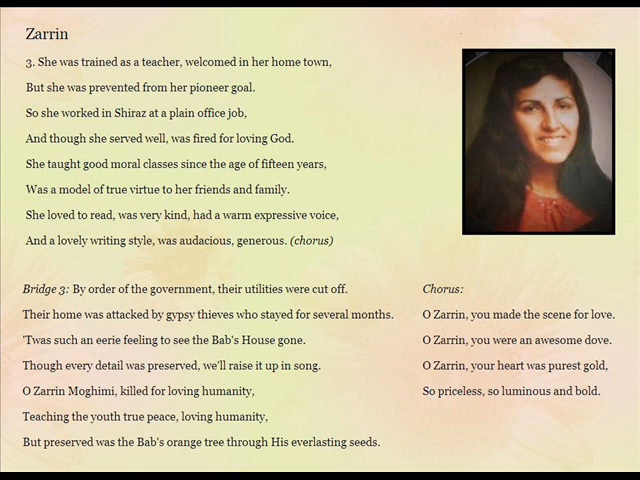 Zarrin
3. She was trained as a teacher, welcomed in her home town,
But she was prevented from her pioneer goal.
So she worked in Shiraz at a plain office job,
And though she served well, was fired for loving God.
She taught good moral classes since the age of fifteen years,
Was a model of true virtue to her friends and family.
She loved to read, was very kind, had a warm expressive voice,
And a lovely writing style, was audacious, generous. (chorus)
Bridge 3: By order of the government, their utilities were cut off.
Their home was attacked by gypsy thieves who stayed for several months.
'Twas such an eerie feeling to see the Bab's House gone.
Though every detail was preserved, we'll raise it up in song.
O Zarrin Moghimi, killed for loving humanity,
Teaching the youth true peace, loving humanity,
But preserved was the Bab's orange tree through His everlasting seeds.
Chorus:
O Zarrin, you made the scene for love.
O Zarrin, you were an awesome dove.
O Zarrin, your heart was purest gold,
So priceless, so luminous and bold.